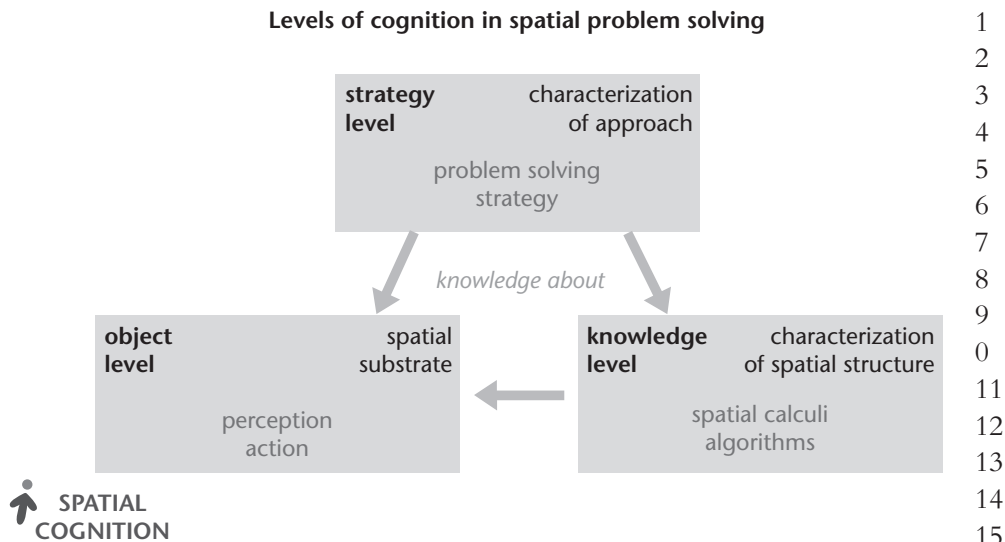 Levels of cognition in spatial problem solving
strategy characterization
level of approach
problem solving
strategy
knowledge about
object spatial
level substrate
perception
action
knowledge characterization
level of spatial structure
spatial calculi
algorithms
SPATIAL
COGNITION
1
2
3
4
5
6
7
8
9
0
11
12
13
14
15